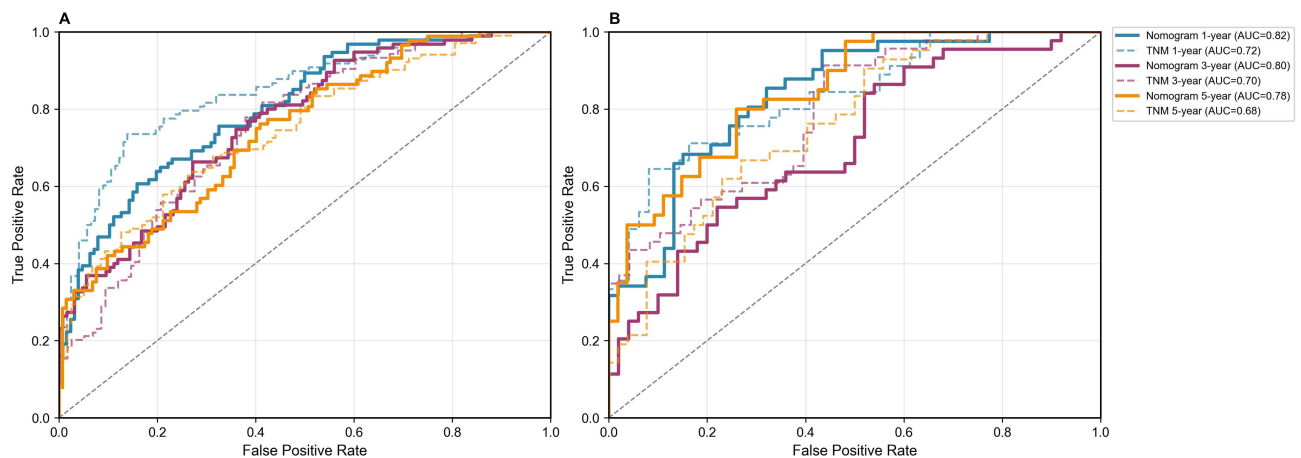 A
B
1.0
0.8
0.6
0.4
0.2
0.0
True Positive Rate
0.0 0.2 0.4 0.6 0.8 1.0
False Positive Rate
1.0
0.8
0.6
0.4
0.2
0.0
True Positive Rate
0.0 0.2 0.4 0.6 0.8 1.0
False Positive Rate
Nomogram 1-year (AUC=0.82)
TNM 1-year (AUC=0.72)
Nomogram 3-year (AUC=0.80)
TNM 3-year (AUC=0.70)
Nomogram 5-year (AUC=0.78)
TNM 5-year (AUC=0.68)